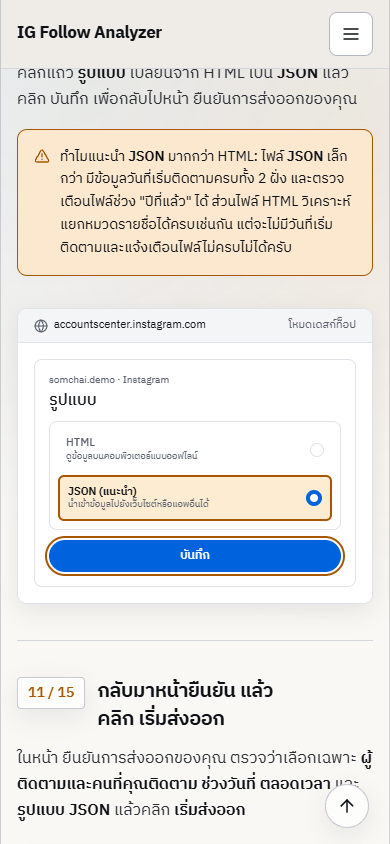 IG Follow Analyzer
คลิกแถว รูปแบบ เปลี่ยนจาก HTML เป็น JSON แล้ว
คลิก บันทึก เพื่อกลับไปหน้า ยืนยันการส่งออกของคุณ
ทำไมแนะนำ JSON มากกว่า HTML: ไฟล์ JSON เล็ก
กว่า มีข้อมูลวันที่เริ่มติดตามครบทั้ง 2 ฝั่ง และตรวจ
เตือนไฟล์ช่วง "ปีที่แล้ว" ได้ ส่วนไฟล์ HTML วิเคราะห์
แยกหมวดรายชื่อได้ครบเช่นกัน แต่จะไม่มีวันที่เริ่ม
ติดตามและแจ้งเตือนไฟล์ไม่ครบไม่ได้ครับ
accountscenter.instagram.com
โหมดเดสก์ท็อป
somchai.demo · Instagram
รูปแบบ
HTML
ดูข้อมูลบนคอมพิวเตอร์แบบออฟไลน์
JSON (แนะนำ)
นำเข้าข้อมูลไปยังเว็บไซต์หรือแอพอื่นได้
บันทึก
11 / 15
กลับมาหน้ายืนยัน แล้ว
คลิก เริ่มส่งออก
ในหน้า ยืนยันการส่งออกของคุณ ตรวจว่าเลือกเฉพาะ ผู้
ติดตามและคนที่คุณติดตาม ช่วงวันที่ ตลอดเวลา และ
รูปแบบ JSON แล้วคลิก เริ่มส่งออก